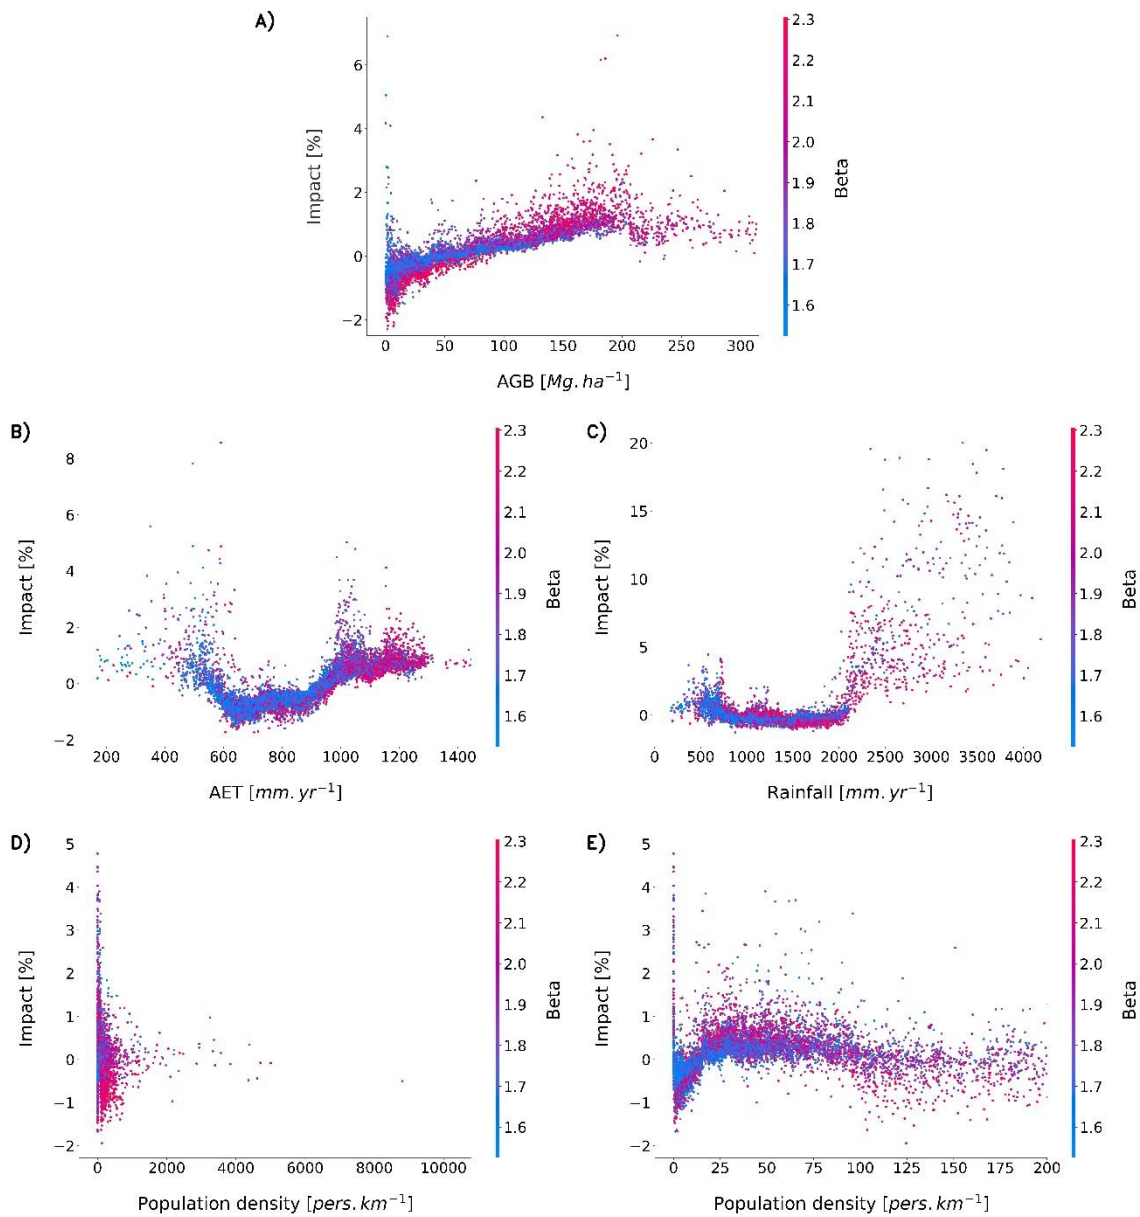 A)
6
4
2
0
−2
Impact [%]
0 50 100 150 200 250 300
AGB [Mg.ha⁻¹]
2.3
2.2
2.1
2.0
1.9
1.8
1.7
1.6
Beta
B)
8
6
4
2
0
−2
Impact [%]
200 400 600 800 1000 1200 1400
AET [mm.yr⁻¹]
2.3
2.2
2.1
2.0
1.9
1.8
1.7
1.6
Beta
C)
20
15
10
5
0
Impact [%]
0 500 1000 1500 2000 2500 3000 3500 4000
Rainfall [mm.yr⁻¹]
2.3
2.2
2.1
2.0
1.9
1.8
1.7
1.6
Beta
D)
5
4
3
2
1
0
−1
−2
Impact [%]
0 2000 4000 6000 8000 10000
Population density [pers.km⁻¹]
2.3
2.2
2.1
2.0
1.9
1.8
1.7
1.6
Beta
E)
5
4
3
2
1
0
−1
−2
Impact [%]
0 25 50 75 100 125 150 175 200
Population density [pers.km⁻¹]
2.3
2.2
2.1
2.0
1.9
1.8
1.7
1.6
Beta